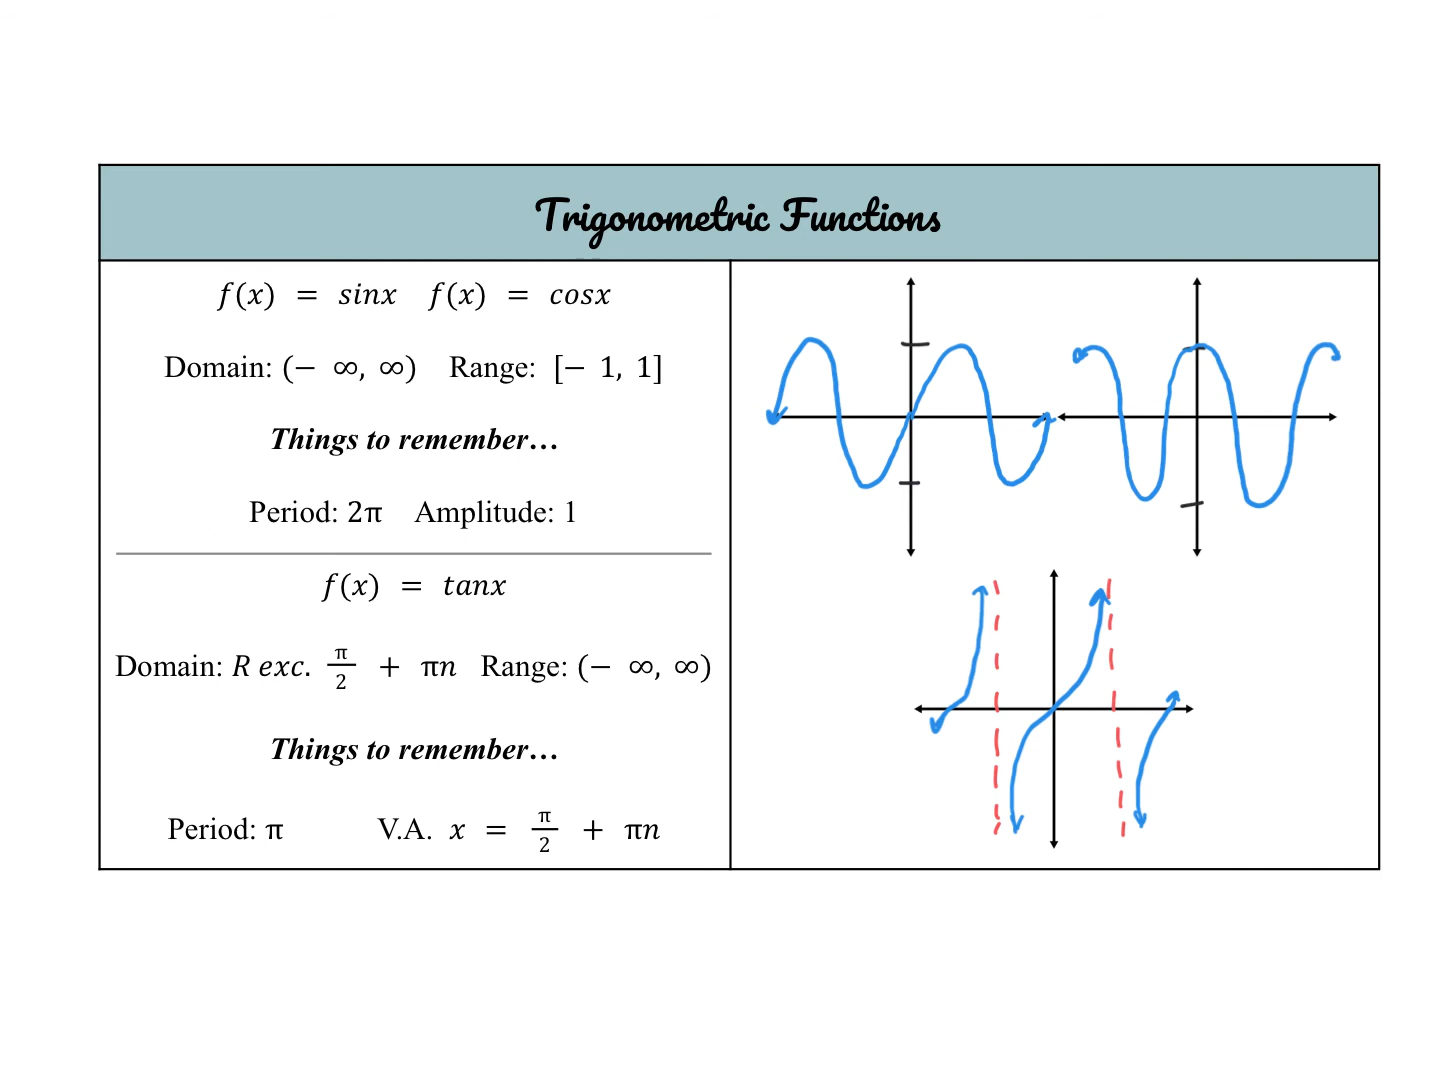 Trigonometric Functions
f(x) = sinx f(x) = cosx
Domain: (− ∞, ∞) Range: [− 1, 1]
Things to remember...
Period: 2π Amplitude: 1
f(x) = tanx
Domain: R exc. π/2 + πn Range: (− ∞, ∞)
Things to remember...
Period: π V.A. x = π/2 + πn